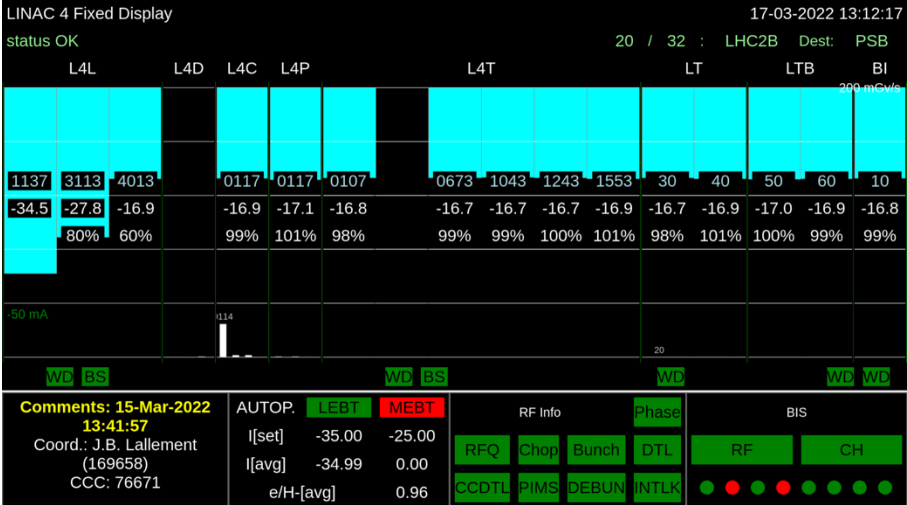 LINAC 4 Fixed Display 17-03-2022 13:12:17
status OK 20 / 32 : LHC2B Dest: PSB
L4L L4D L4C L4P L4T LT LTB BI
200 mGv/s
1137 3113 4013 0117 0117 0107 0673 1043 1243 1553 30 40 50 60 10
-34.5 -27.8 -16.9 -16.9 -17.1 -16.8 -16.7 -16.7 -16.7 -16.9 -16.7 -16.9 -17.0 -16.9 -16.8
80% 60% 99% 101% 98% 99% 99% 100% 101% 98% 101% 100% 99% 99%
-50 mA
114
20
WD BS WD BS WD WD WD
Comments: 15-Mar-2022
13:41:57
Coord.: J.B. Lallement
(169658)
CCC: 76671
AUTOP. LEBT MEBT
I[set] -35.00 -25.00
I[avg] -34.99 0.00
e/H-[avg] 0.96
RF Info Phase
RFQ Chop Bunch DTL
CCDTL PIMS DEBUN INTLK
BIS
RF CH